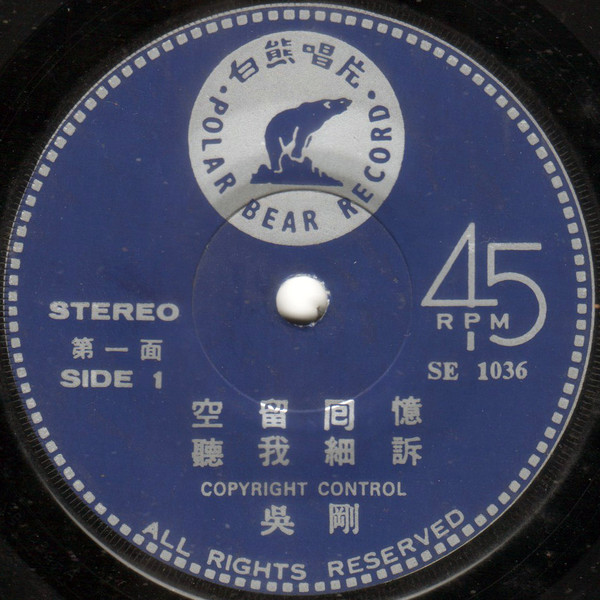 白熊唱片
POLAR BEAR RECORD
45
RPM
STEREO
第一面
SIDE 1
SE 1036
空留囘憶
聽我細訴
COPYRIGHT CONTROL
吳剛
ALL RIGHTS RESERVED